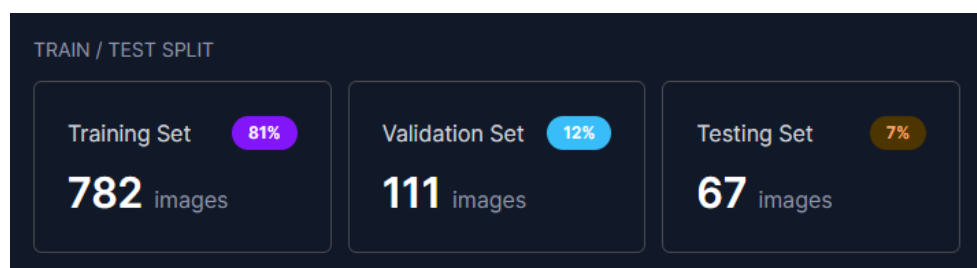 TRAIN / TEST SPLIT
Training Set 81%
782 images
Validation Set 12%
111 images
Testing Set 7%
67 images